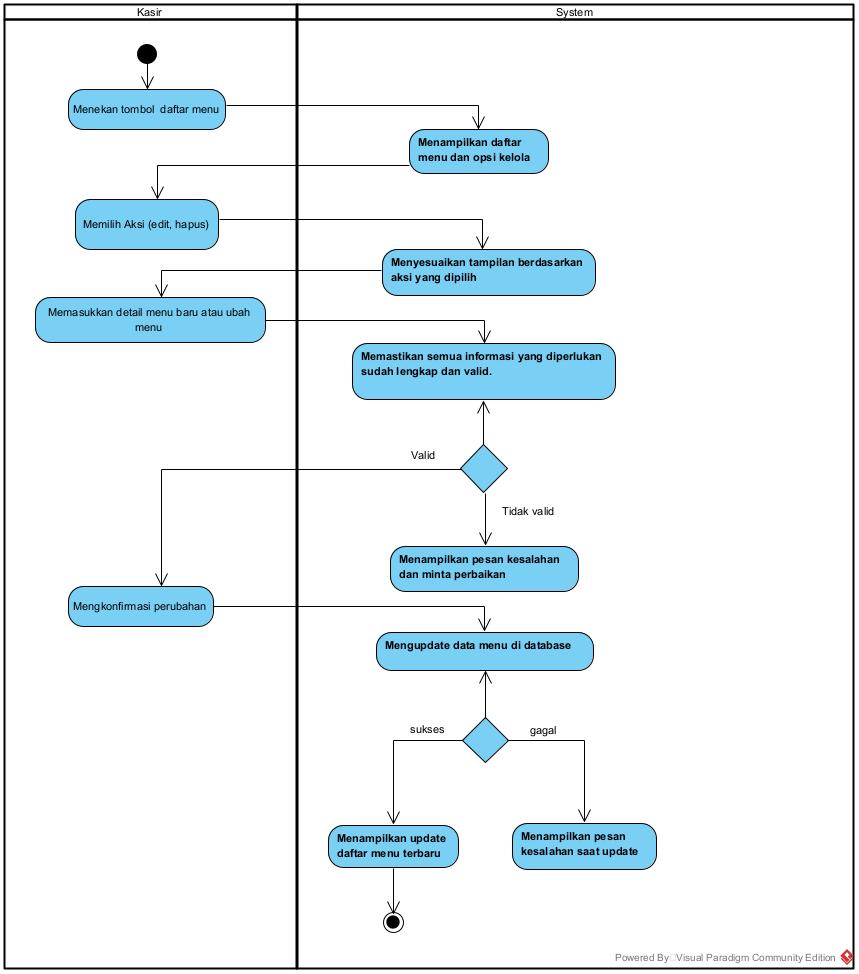 Kasir
System
Menekan tombol daftar menu
Menampilkan daftar
menu dan opsi kelola
Memilih Aksi (edit, hapus)
Menyesuaikan tampilan berdasarkan
aksi yang dipilih
Memasukkan detail menu baru atau ubah
menu
Memastikan semua informasi yang diperlukan
sudah lengkap dan valid.
Valid
Tidak valid
Menampilkan pesan kesalahan
dan minta perbaikan
Mengkonfirmasi perubahan
Mengupdate data menu di database
sukses
gagal
Menampilkan update
daftar menu terbaru
Menampilkan pesan
kesalahan saat update
Powered By Visual Paradigm Community Edition